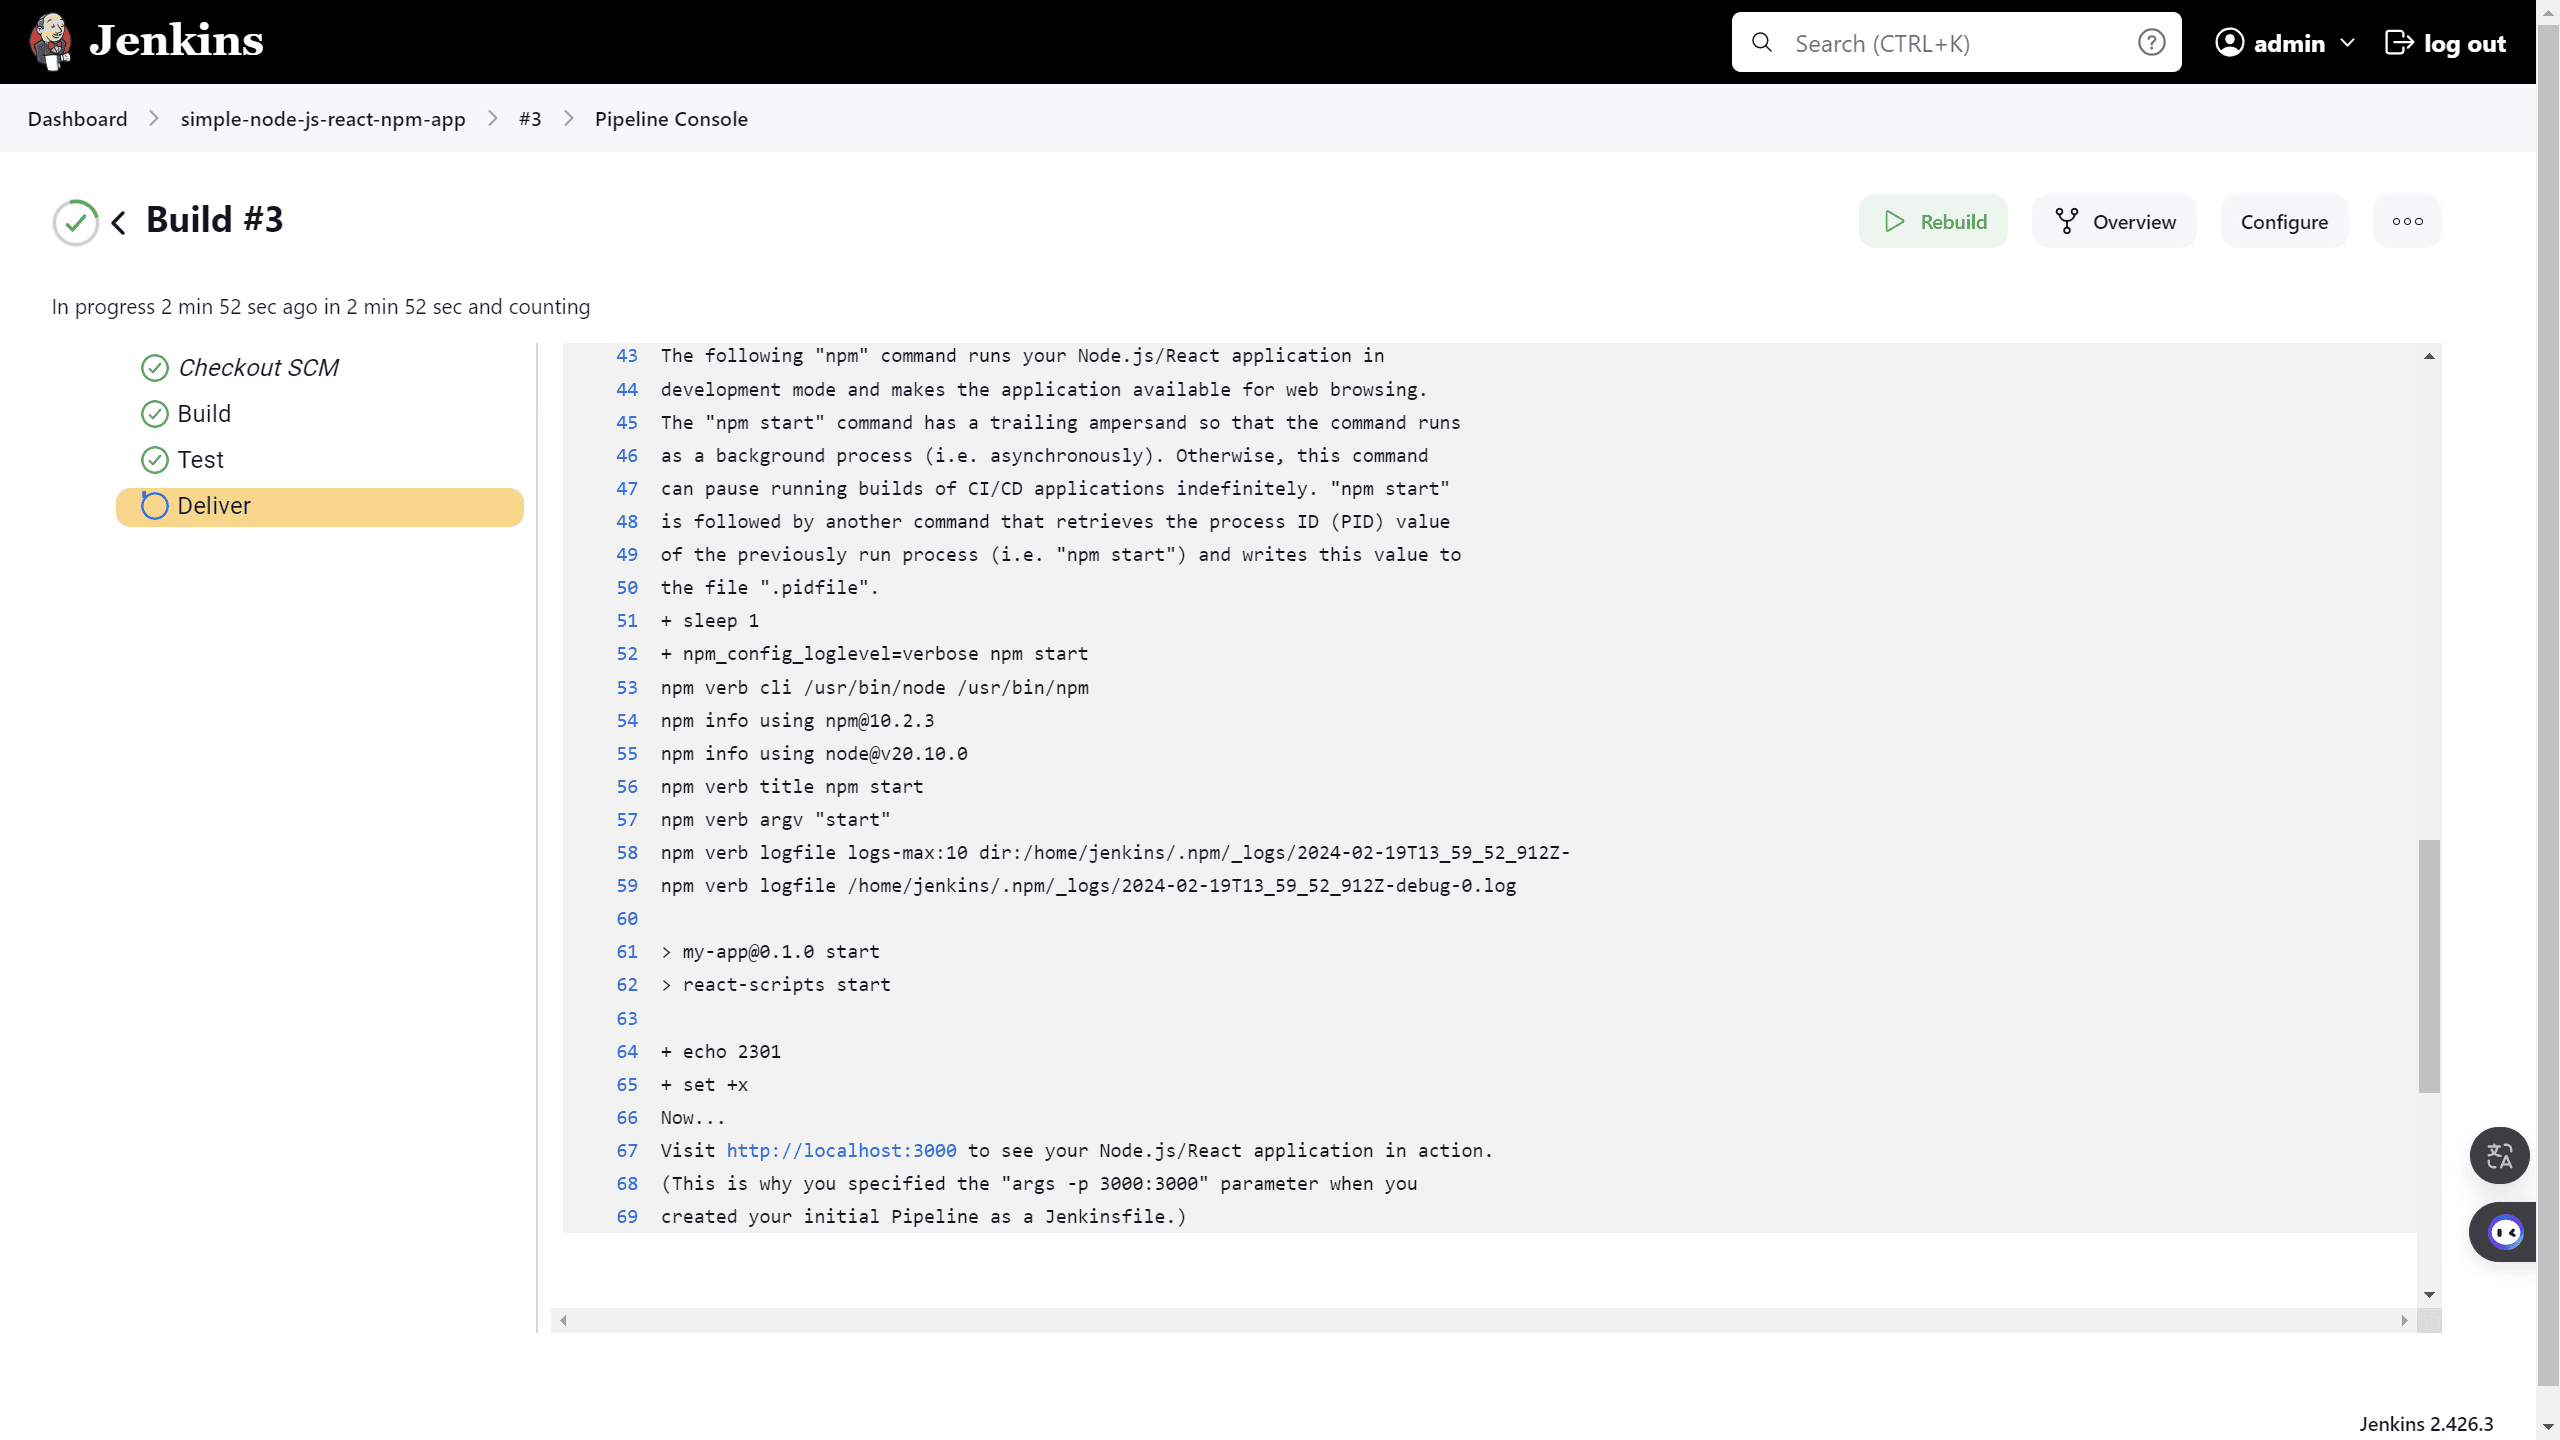 Jenkins
Search (CTRL+K)
admin
log out
Dashboard
simple-node-js-react-npm-app
#3
Pipeline Console
Build #3
Rebuild
Overview
Configure
In progress 2 min 52 sec ago in 2 min 52 sec and counting
Checkout SCM
Build
Test
Deliver
43 The following "npm" command runs your Node.js/React application in
44 development mode and makes the application available for web browsing.
45 The "npm start" command has a trailing ampersand so that the command runs
46 as a background process (i.e. asynchronously). Otherwise, this command
47 can pause running builds of CI/CD applications indefinitely. "npm start"
48 is followed by another command that retrieves the process ID (PID) value
49 of the previously run process (i.e. "npm start") and writes this value to
50 the file ".pidfile".
51 + sleep 1
52 + npm_config_loglevel=verbose npm start
53 npm verb cli /usr/bin/node /usr/bin/npm
54 npm info using npm@10.2.3
55 npm info using node@v20.10.0
56 npm verb title npm start
57 npm verb argv "start"
58 npm verb logfile logs-max:10 dir:/home/jenkins/.npm/_logs/2024-02-19T13_59_52_912Z-
59 npm verb logfile /home/jenkins/.npm/_logs/2024-02-19T13_59_52_912Z-debug-0.log
60
61 > my-app@0.1.0 start
62 > react-scripts start
63
64 + echo 2301
65 + set +x
66 Now...
67 Visit http://localhost:3000 to see your Node.js/React application in action.
68 (This is why you specified the "args -p 3000:3000" parameter when you
69 created your initial Pipeline as a Jenkinsfile.)
Jenkins 2.426.3